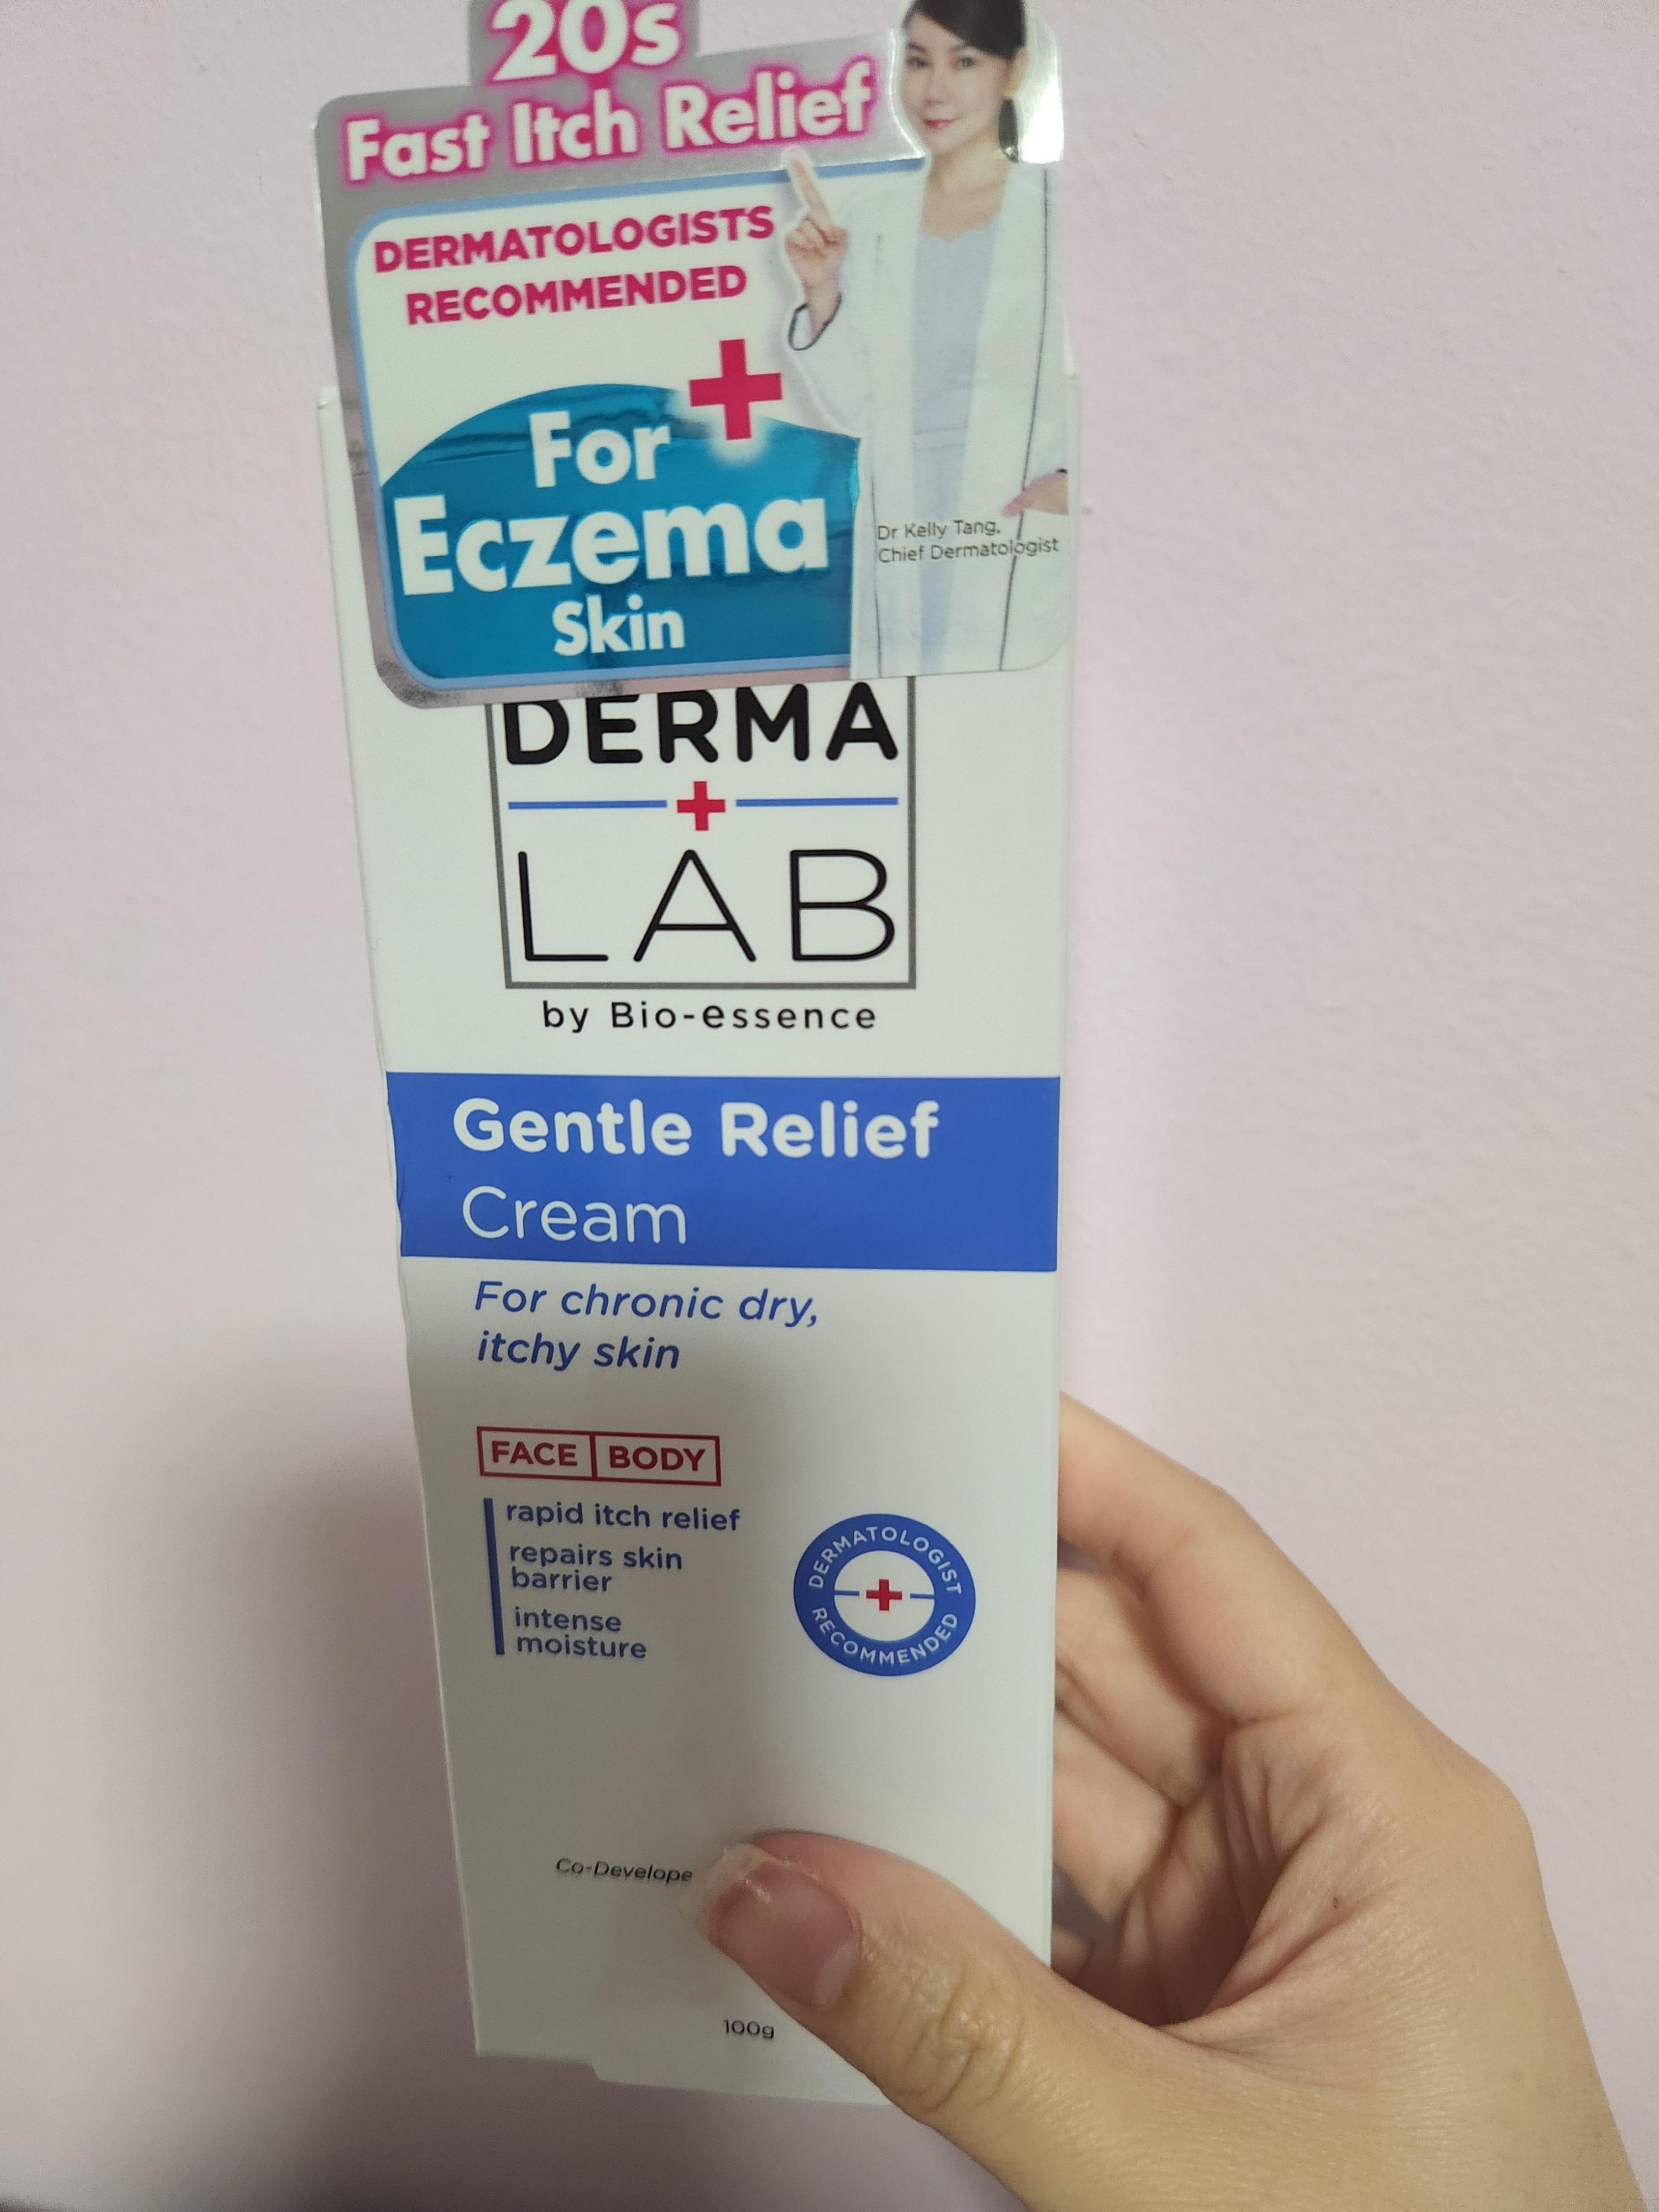 20s
Fast Itch Relief
DERMATOLOGISTS
RECOMMENDED
For
Eczema
Skin
Dr Kelly Tang,
Chief Dermatologist
DERMA
LAB
by Bio-essence
Gentle Relief
Cream
For chronic dry,
itchy skin
FACE BODY
rapid itch relief
repairs skin
barrier
intense
moisture
DERMATOLOGIST
RECOMMENDED
Co-Develope
100g